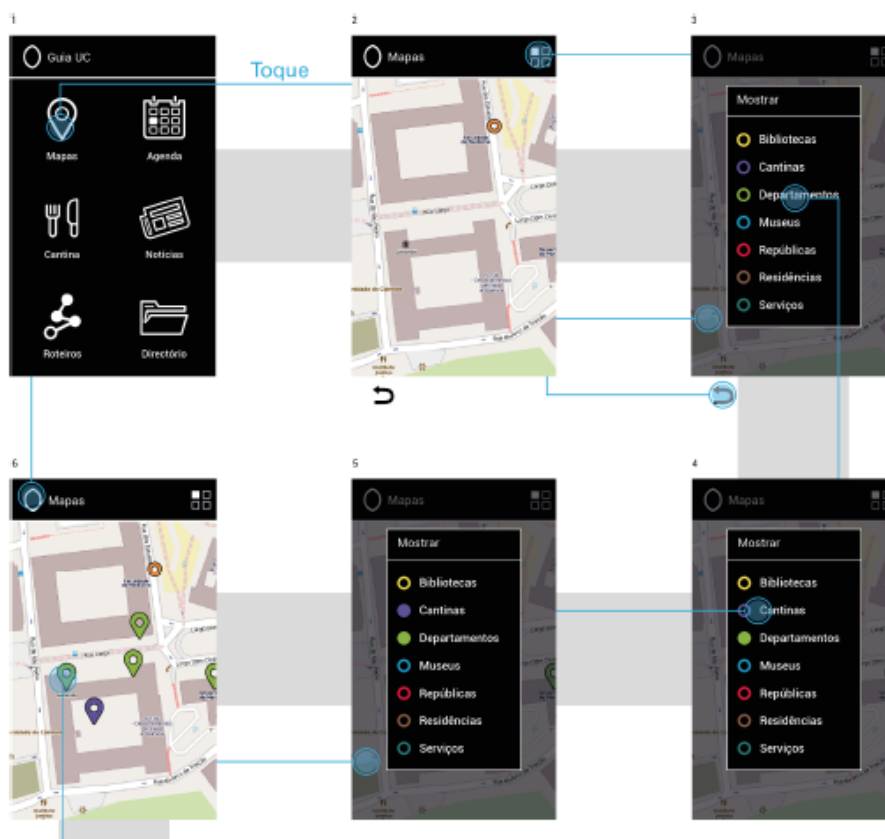 1
2
3
Guia UC
Toque
Mapas
Mapas
Mapas
Agenda
Cantina
Notícias
Roteiros
Directório
Mostrar
Bibliotecas
Cantinas
Departamentos
Museus
Repúblicas
Residências
Serviços
6
5
4
Mapas
Mapas
Mapas
Mostrar
Bibliotecas
Cantinas
Departamentos
Museus
Repúblicas
Residências
Serviços
Mostrar
Bibliotecas
Cantinas
Departamentos
Museus
Repúblicas
Residências
Serviços